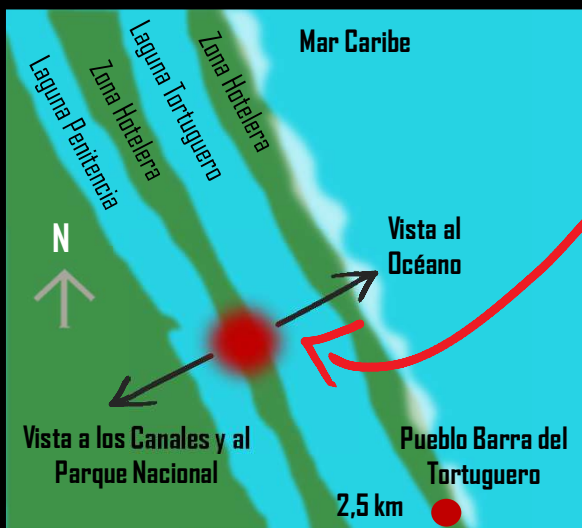 Mar Caribe
Laguna Penitencia
Zona Hotelera
Laguna Tortuguero
Zona Hotelera
N
Vista al
Océano
Vista a los Canales y al
Parque Nacional
Pueblo Barra del
Tortuguero
2,5 km